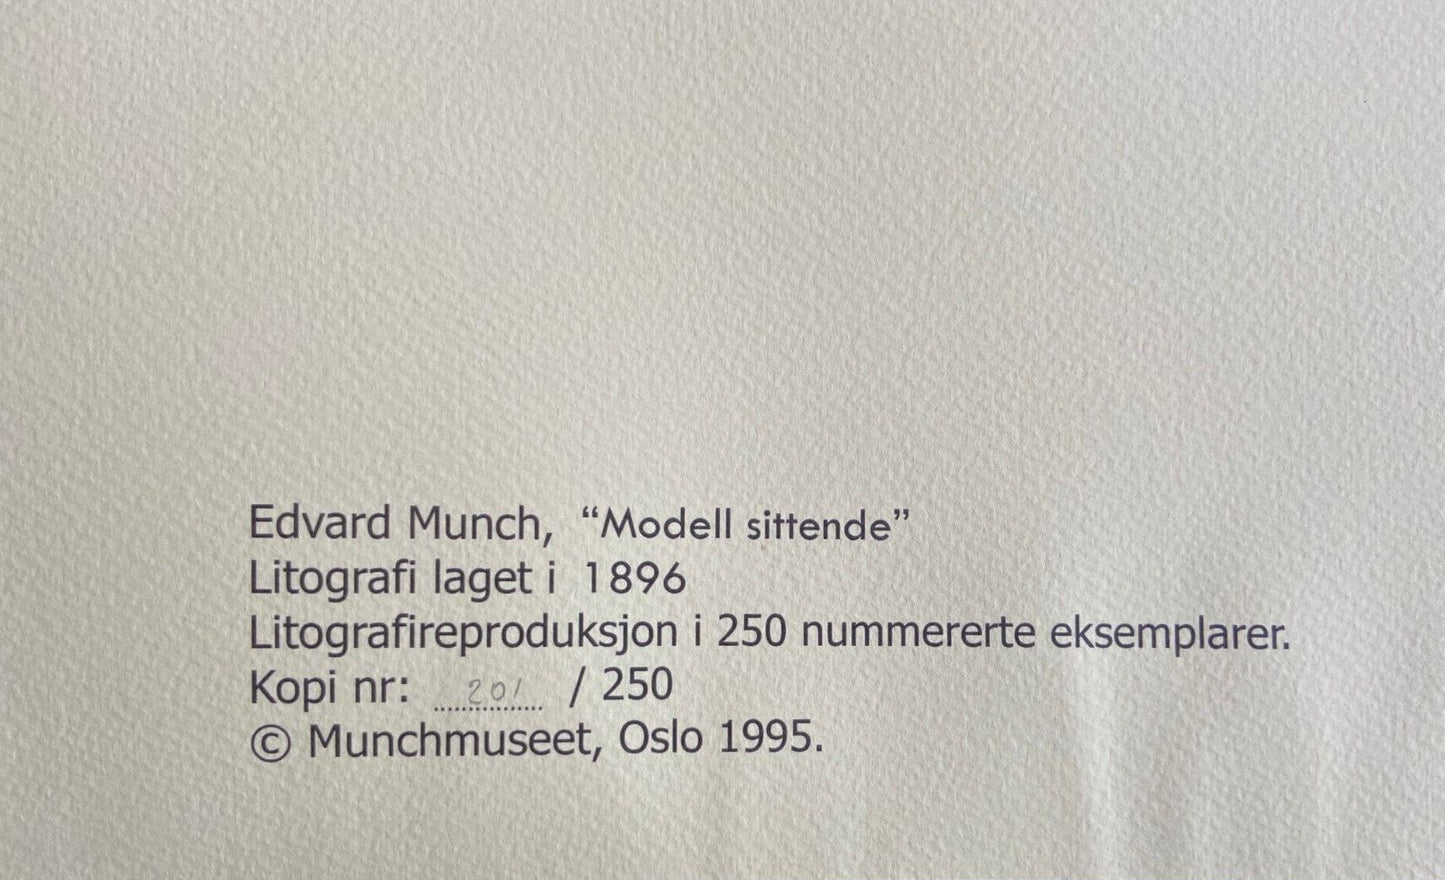 Edvard Munch, “Modell sittende”
Litografi laget i 1896
Litografireproduksjon i 250 nummererte eksemplarer.
Kopi nr: 201 / 250
© Munchmuseet, Oslo 1995.